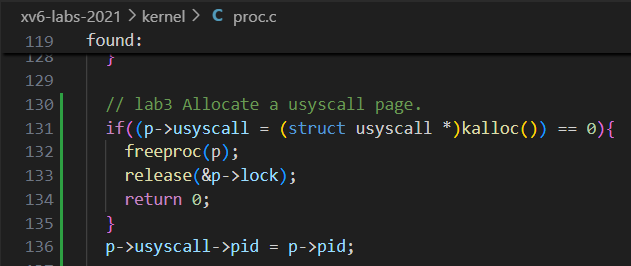 xv6-labs-2021 > kernel > C proc.c
119 found:
128 }
129
130 // lab3 Allocate a usyscall page.
131 if((p->usyscall = (struct usyscall *)kalloc()) == 0){
132 freeproc(p);
133 release(&p->lock);
134 return 0;
135 }
136 p->usyscall->pid = p->pid;